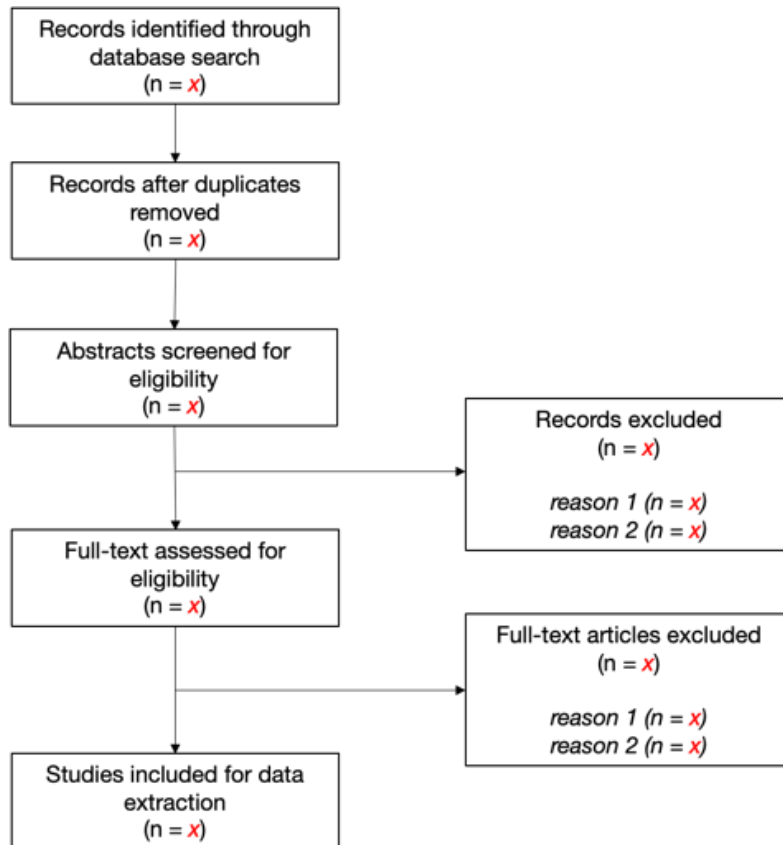 Records identified through
database search
(n = x)
Records after duplicates
removed
(n = x)
Abstracts screened for
eligibility
(n = x)
Records excluded
(n = x)
reason 1 (n = x)
reason 2 (n = x)
Full-text assessed for
eligibility
(n = x)
Full-text articles excluded
(n = x)
reason 1 (n = x)
reason 2 (n = x)
Studies included for data
extraction
(n = x)